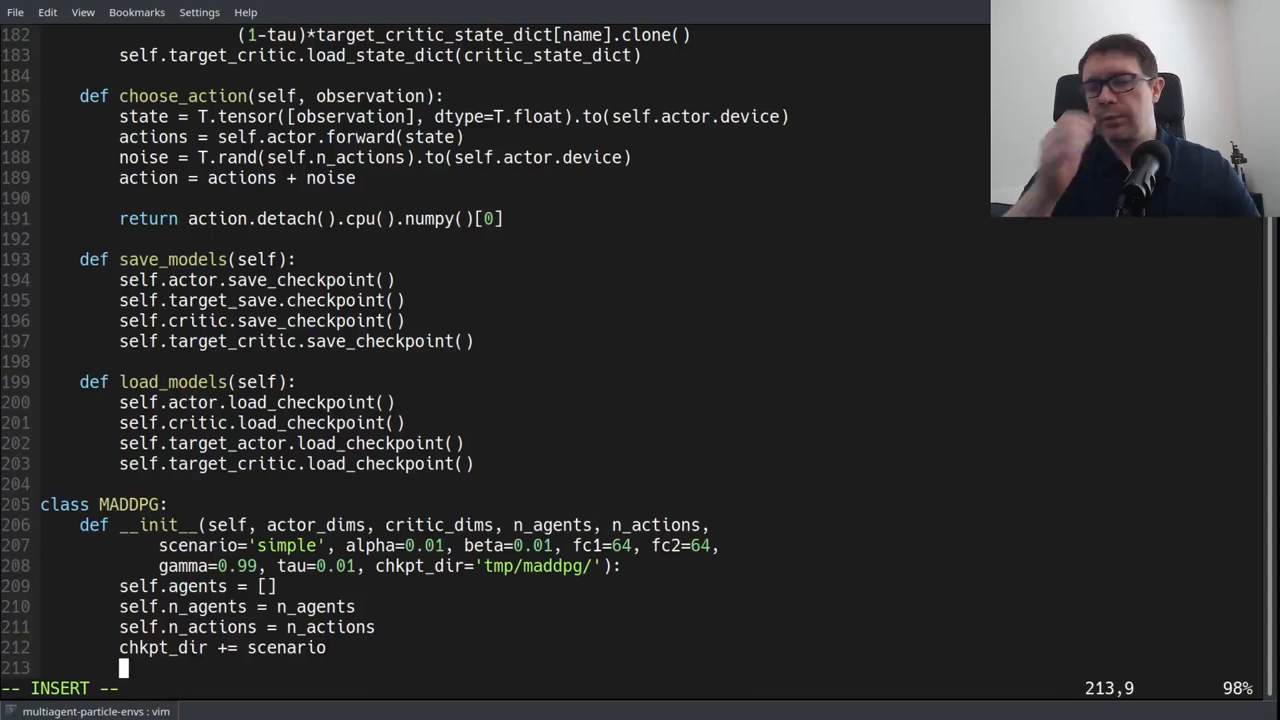 File Edit View Bookmarks Settings Help
182 (1-tau)*target_critic_state_dict[name].clone()
183 self.target_critic.load_state_dict(critic_state_dict)
184
185 def choose_action(self, observation):
186 state = T.tensor([observation], dtype=T.float).to(self.actor.device)
187 actions = self.actor.forward(state)
188 noise = T.rand(self.n_actions).to(self.actor.device)
189 action = actions + noise
190
191 return action.detach().cpu().numpy()[0]
192
193 def save_models(self):
194 self.actor.save_checkpoint()
195 self.target_save.checkpoint()
196 self.critic.save_checkpoint()
197 self.target_critic.save_checkpoint()
198
199 def load_models(self):
200 self.actor.load_checkpoint()
201 self.critic.load_checkpoint()
202 self.target_actor.load_checkpoint()
203 self.target_critic.load_checkpoint()
204
205 class MADDPG:
206 def __init__(self, actor_dims, critic_dims, n_agents, n_actions,
207 scenario='simple', alpha=0.01, beta=0.01, fc1=64, fc2=64,
208 gamma=0.99, tau=0.01, chkpt_dir='tmp/maddpg/'):
209 self.agents = []
210 self.n_agents = n_agents
211 self.n_actions = n_actions
212 chkpt_dir += scenario
213
-- INSERT -- 213,9 98%
multiagent-particle-envs : vim